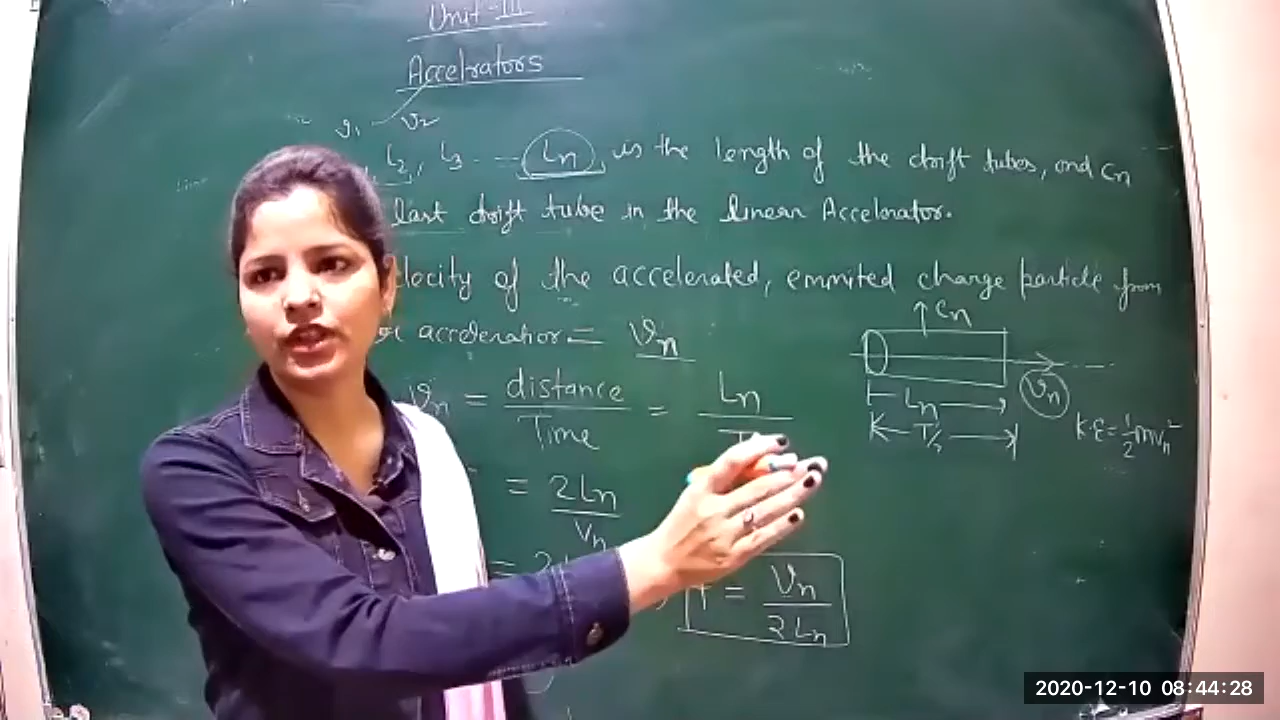 Unit-III
Accelrators
v₁ v₂
L₂, L₃ ---- Ln, is the length of the drift tubes, and Cn
last drift tube in the linear Accelerator.
locity of the accelerated, emmited charge particle from
accelerator = vn
Cn
vn = distance/Time = Ln/
vn
Ln
T/2
K.E = 1/2 mvn²
= 2Ln/vn
= 2
f = vn/2Ln
2020-12-10 08:44:28